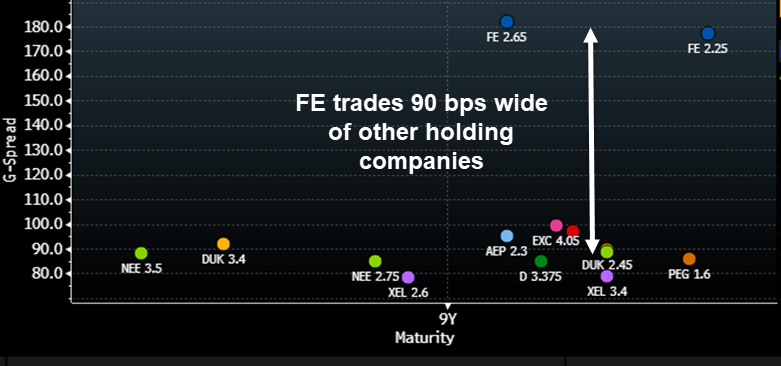 180.0
170.0
160.0
150.0
140.0
130.0
120.0
110.0
100.0
90.0
80.0
G-Spread
FE 2.65
FE 2.25
FE trades 90 bps wide
of other holding
companies
NEE 3.5
DUK 3.4
NEE 2.75
XEL 2.6
AEP 2.3
EXC 4.05
D 3.375
DUK 2.45
XEL 3.4
PEG 1.6
9Y
Maturity